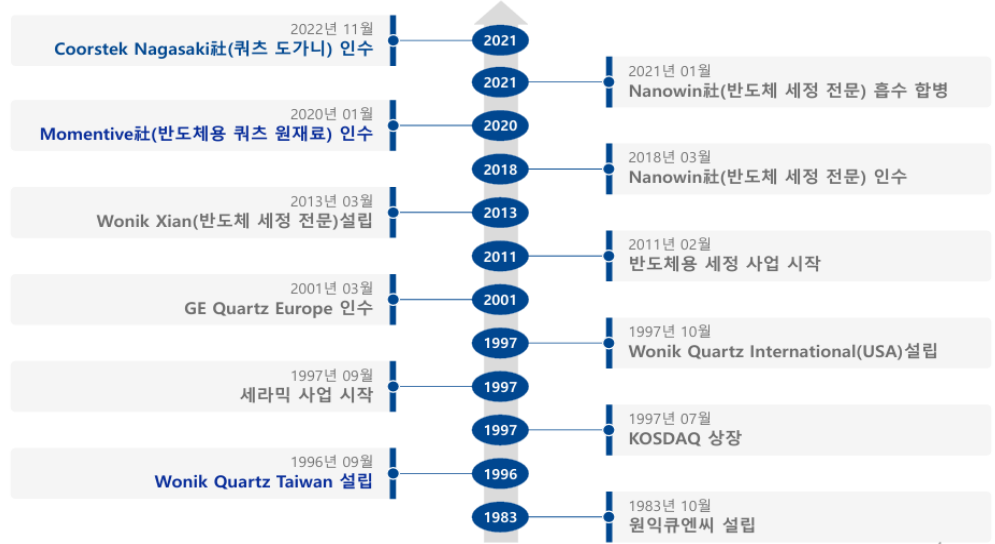 2022년 11월
Coorstek Nagasaki社(쿼츠 도가니) 인수
2021
2021
2021년 01월
Nanowin社(반도체 세정 전문) 흡수 합병
2020년 01월
Momentive社(반도체용 쿼츠 원재료) 인수
2020
2018
2018년 03월
Nanowin社(반도체 세정 전문) 인수
2013년 03월
Wonik Xian(반도체 세정 전문)설립
2013
2011
2011년 02월
반도체용 세정 사업 시작
2001년 03월
GE Quartz Europe 인수
2001
1997
1997년 10월
Wonik Quartz International(USA)설립
1997년 09월
세라믹 사업 시작
1997
1997
1997년 07월
KOSDAQ 상장
1996년 09월
Wonik Quartz Taiwan 설립
1996
1983
1983년 10월
원익큐엔씨 설립